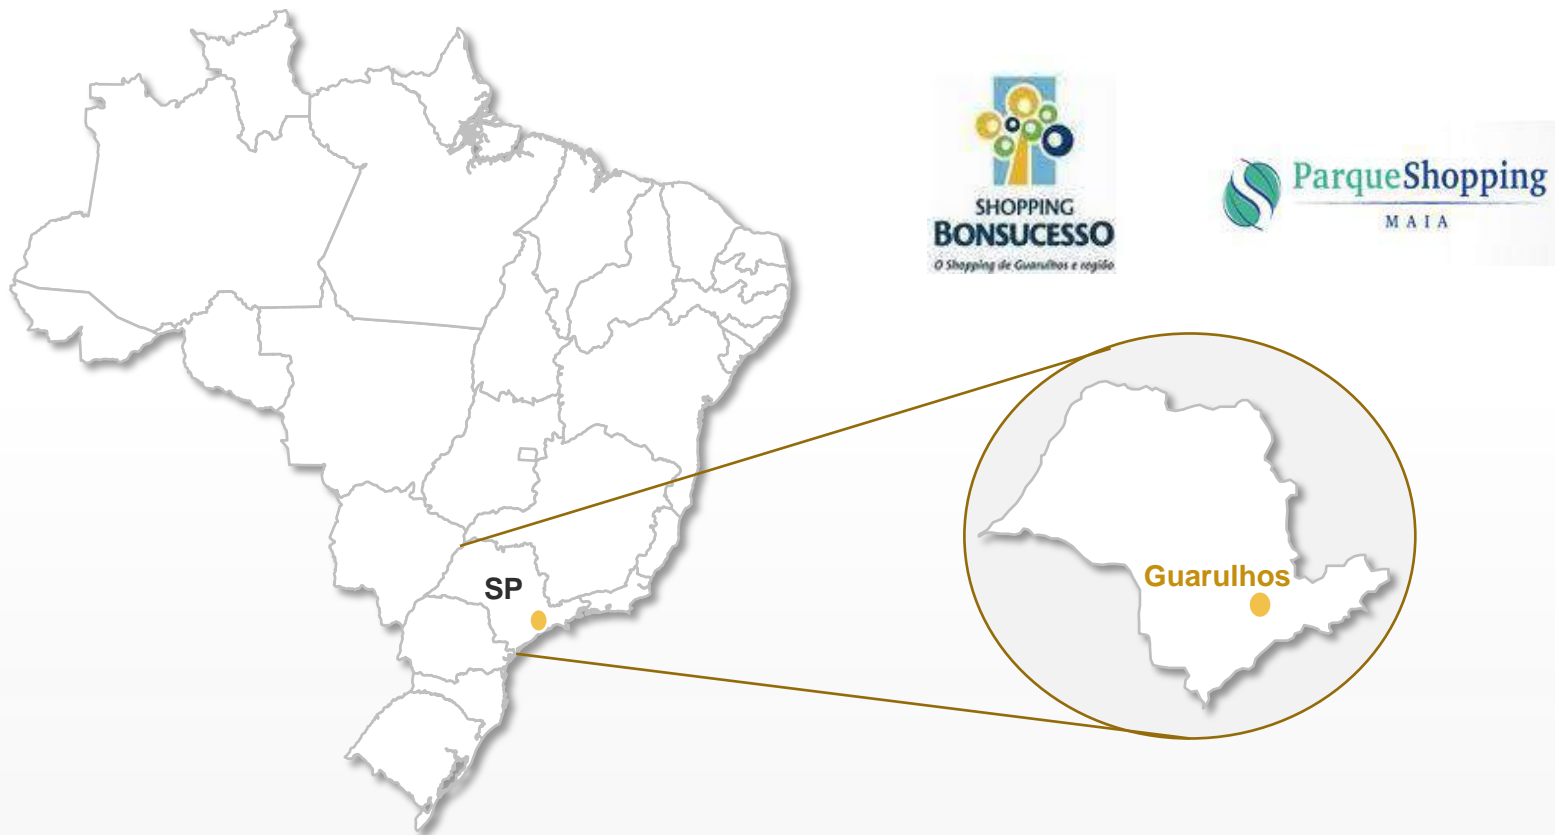 SHOPPING
BONSUCESSO
O Shopping de Guarulhos e região
ParqueShopping
MAIA
Guarulhos
SP